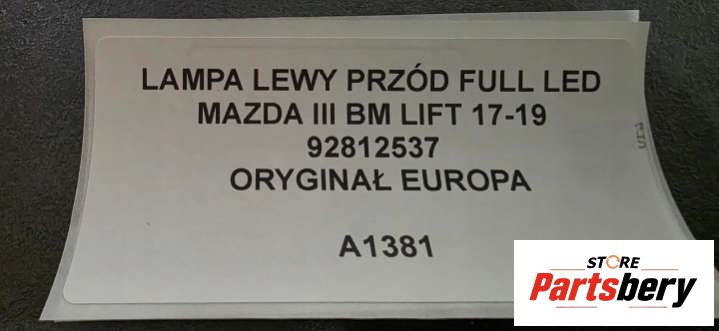 LAMPA LEWY PRZÓD FULL LED
MAZDA III BM LIFT 17-19
92812537
ORYGINAŁ EUROPA
A1381
STORE
Partsbery